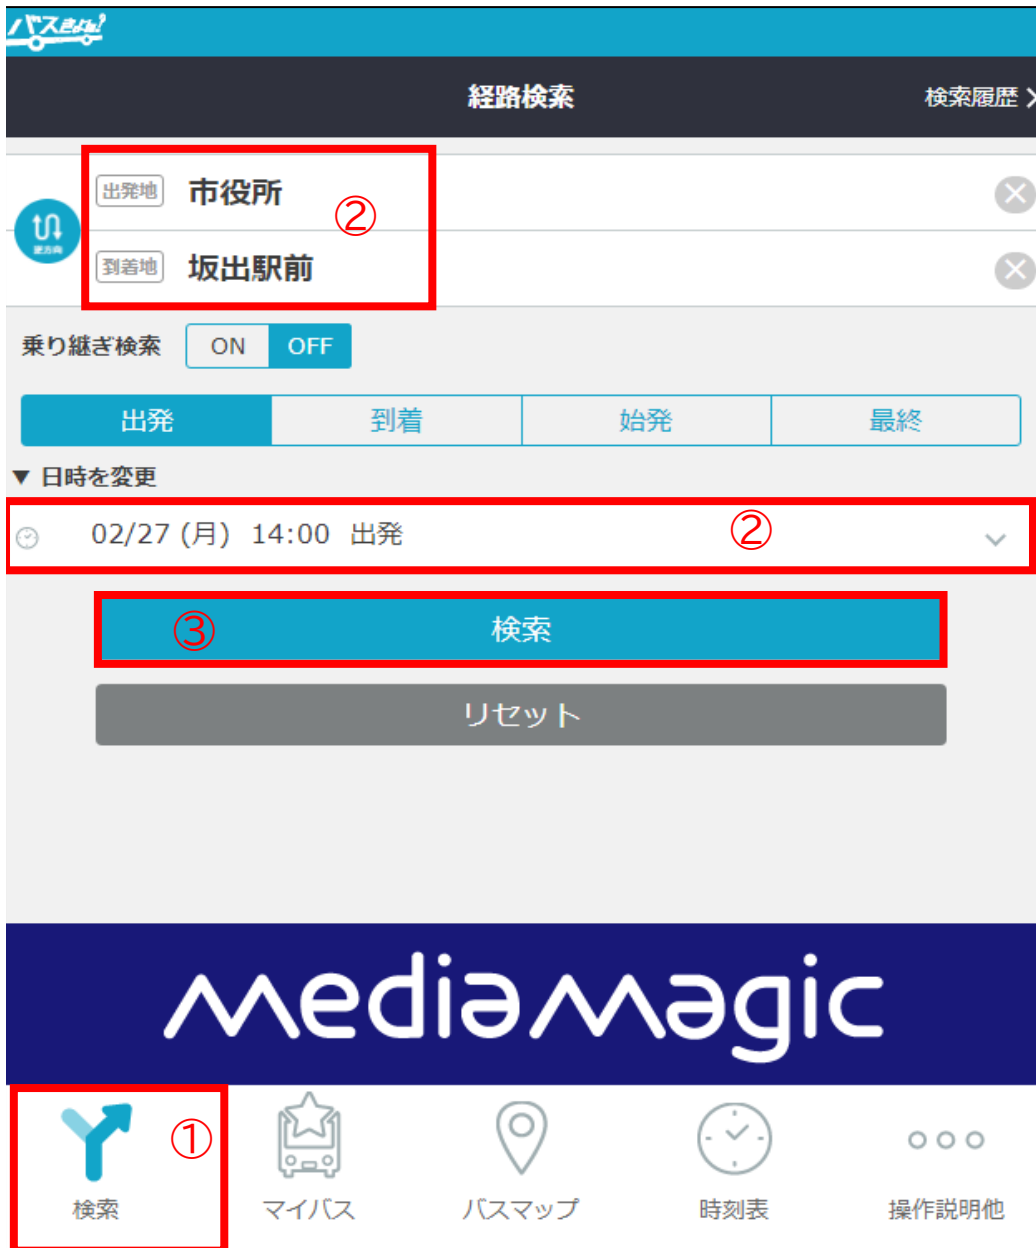 バスきたよ!
経路検索 検索履歴
出発地 市役所 ②
逆方向
到着地 坂出駅前
乗り継ぎ検索 ON OFF
出発 到着 始発 最終
▼ 日時を変更
02/27 (月) 14:00 出発 ②
③ 検索
リセット
mediamagic
①
検索 マイバス バスマップ 時刻表 操作説明他